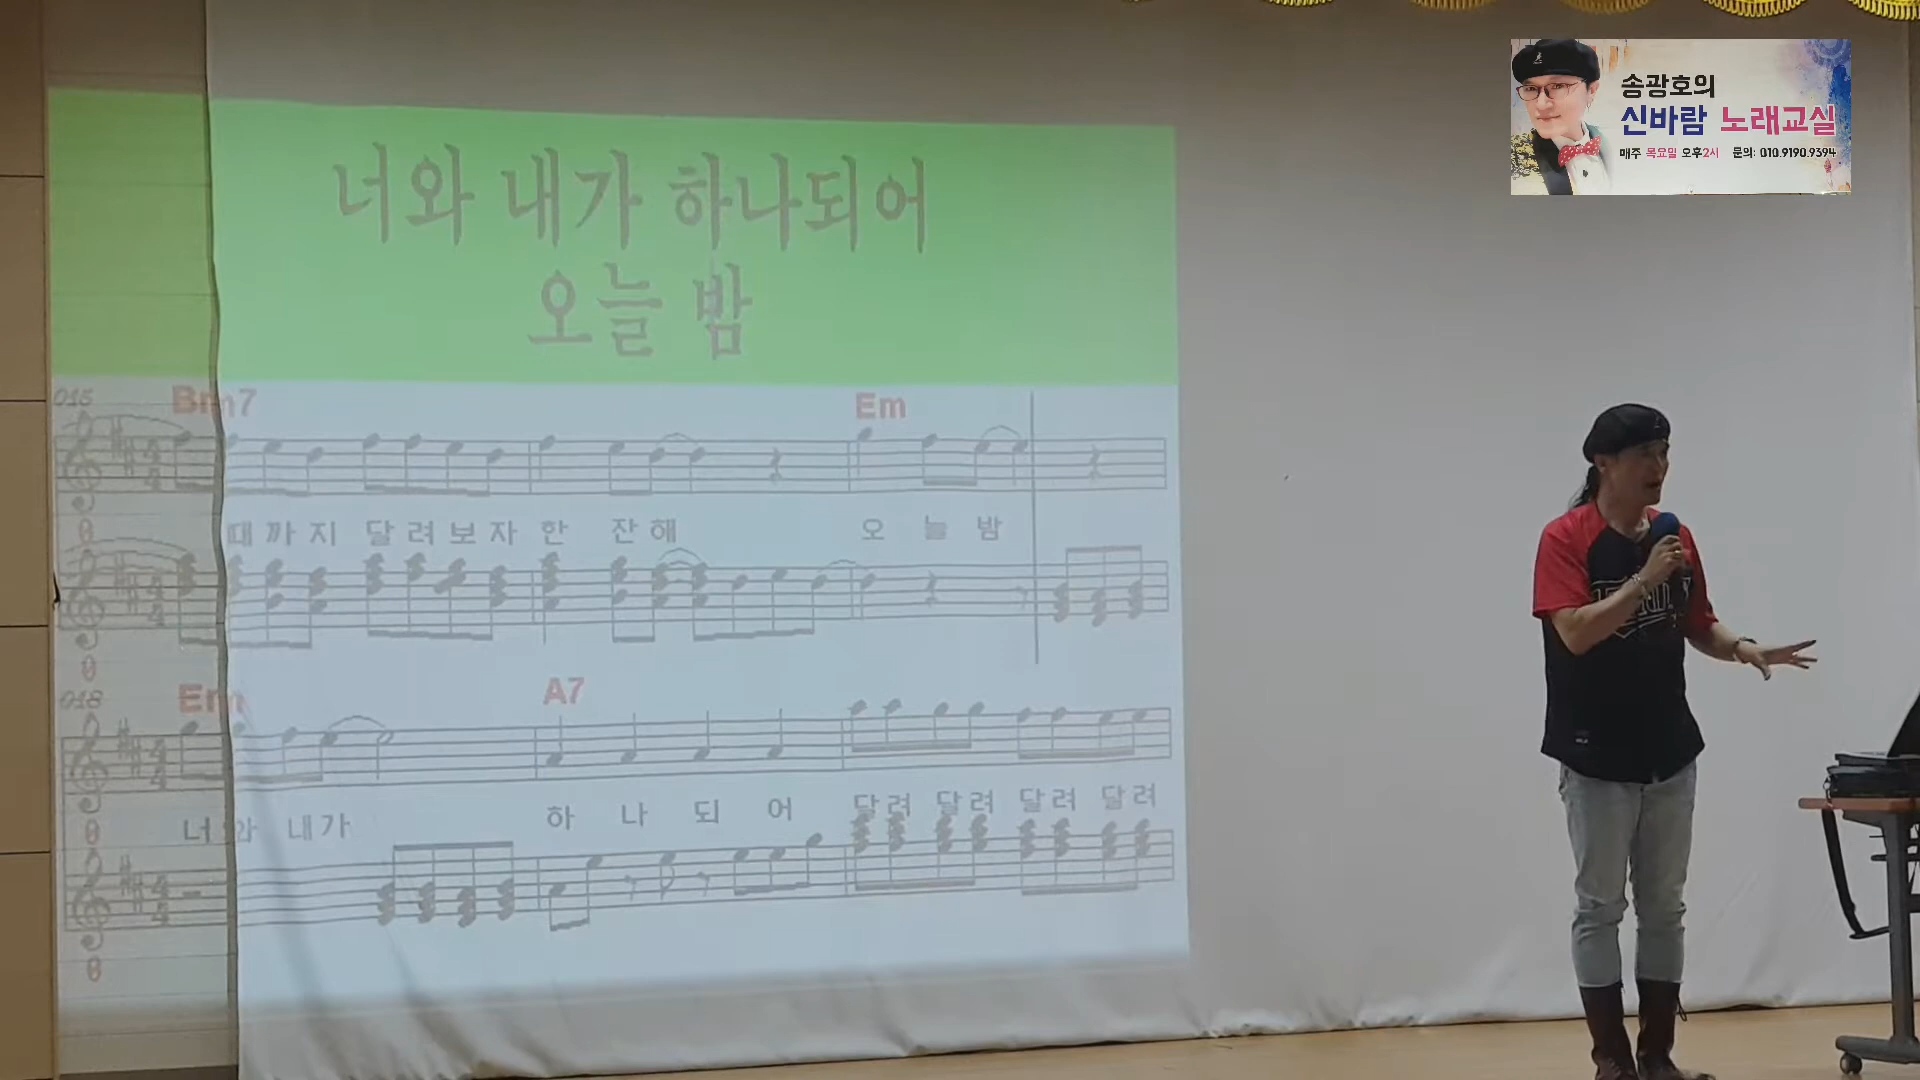 너와 내가 하나되어
오늘 밤
015 Bm7 Em
때 까 지 달 려 보 자 한 잔 해 오 늘 밤
018 Em A7
너 와 내 가 하 나 되 어 달 려 달 려 달 려 달 려
송광호의
신바람 노래교실
매주 목요일 오후2시 문의: 010.9190.9394